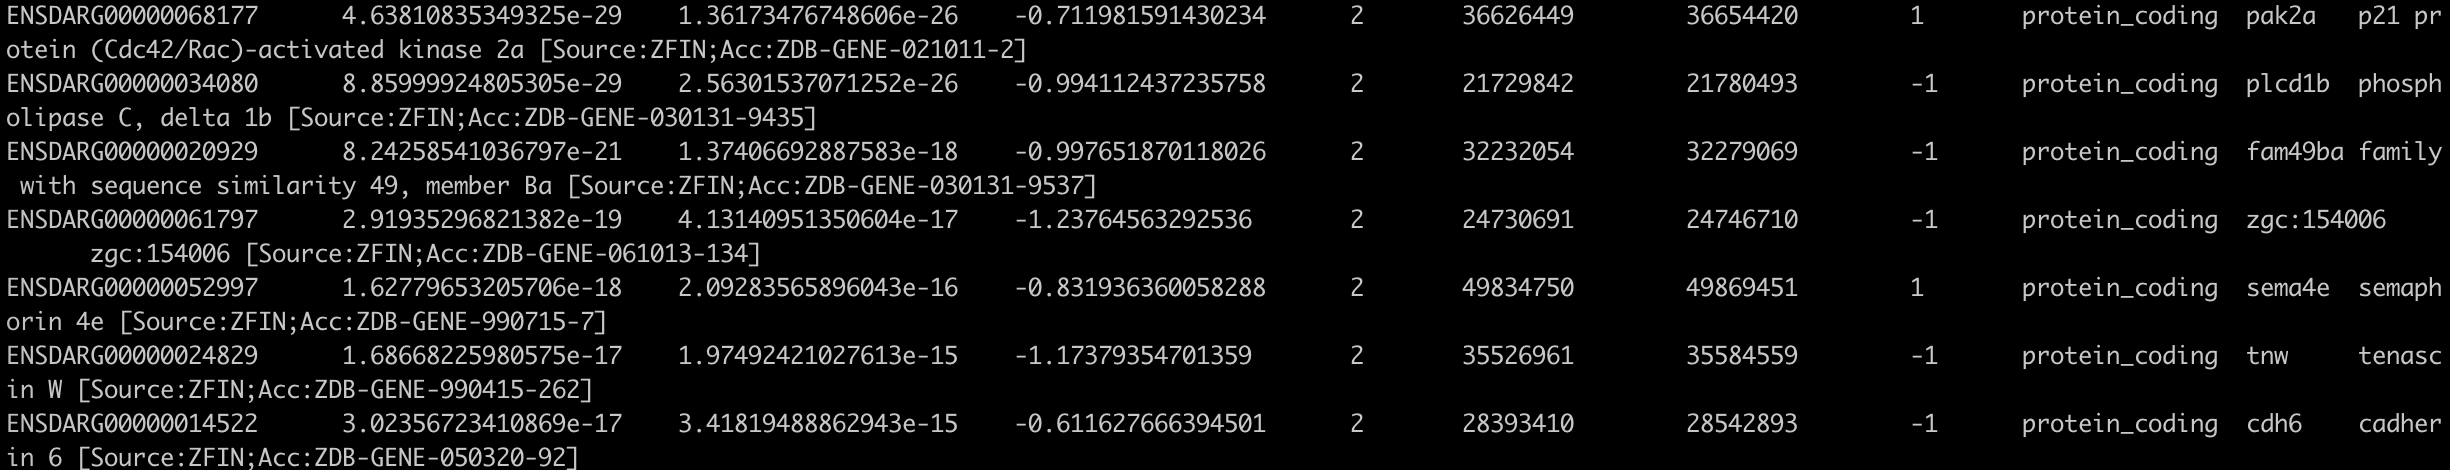 ENSDARG00000068177 4.63810835349325e-29 1.36173476748606e-26 -0.711981591430234 2 36626449 36654420 1 protein_coding pak2a p21 pr
otein (Cdc42/Rac)-activated kinase 2a [Source:ZFIN;Acc:ZDB-GENE-021011-2]
ENSDARG00000034080 8.85999924805305e-29 2.56301537071252e-26 -0.994112437235758 2 21729842 21780493 -1 protein_coding plcd1b phosph
olipase C, delta 1b [Source:ZFIN;Acc:ZDB-GENE-030131-9435]
ENSDARG00000020929 8.24258541036797e-21 1.37406692887583e-18 -0.997651870118026 2 32232054 32279069 -1 protein_coding fam49ba family
with sequence similarity 49, member Ba [Source:ZFIN;Acc:ZDB-GENE-030131-9537]
ENSDARG00000061797 2.91935296821382e-19 4.13140951350604e-17 -1.23764563292536 2 24730691 24746710 -1 protein_coding zgc:154006
zgc:154006 [Source:ZFIN;Acc:ZDB-GENE-061013-134]
ENSDARG00000052997 1.62779653205706e-18 2.09283565896043e-16 -0.831936360058288 2 49834750 49869451 1 protein_coding sema4e semaph
orin 4e [Source:ZFIN;Acc:ZDB-GENE-990715-7]
ENSDARG00000024829 1.68668225980575e-17 1.97492421027613e-15 -1.17379354701359 2 35526961 35584559 -1 protein_coding tnw tenasc
in W [Source:ZFIN;Acc:ZDB-GENE-990415-262]
ENSDARG00000014522 3.02356723410869e-17 3.41819488862943e-15 -0.611627666394501 2 28393410 28542893 -1 protein_coding cdh6 cadher
in 6 [Source:ZFIN;Acc:ZDB-GENE-050320-92]